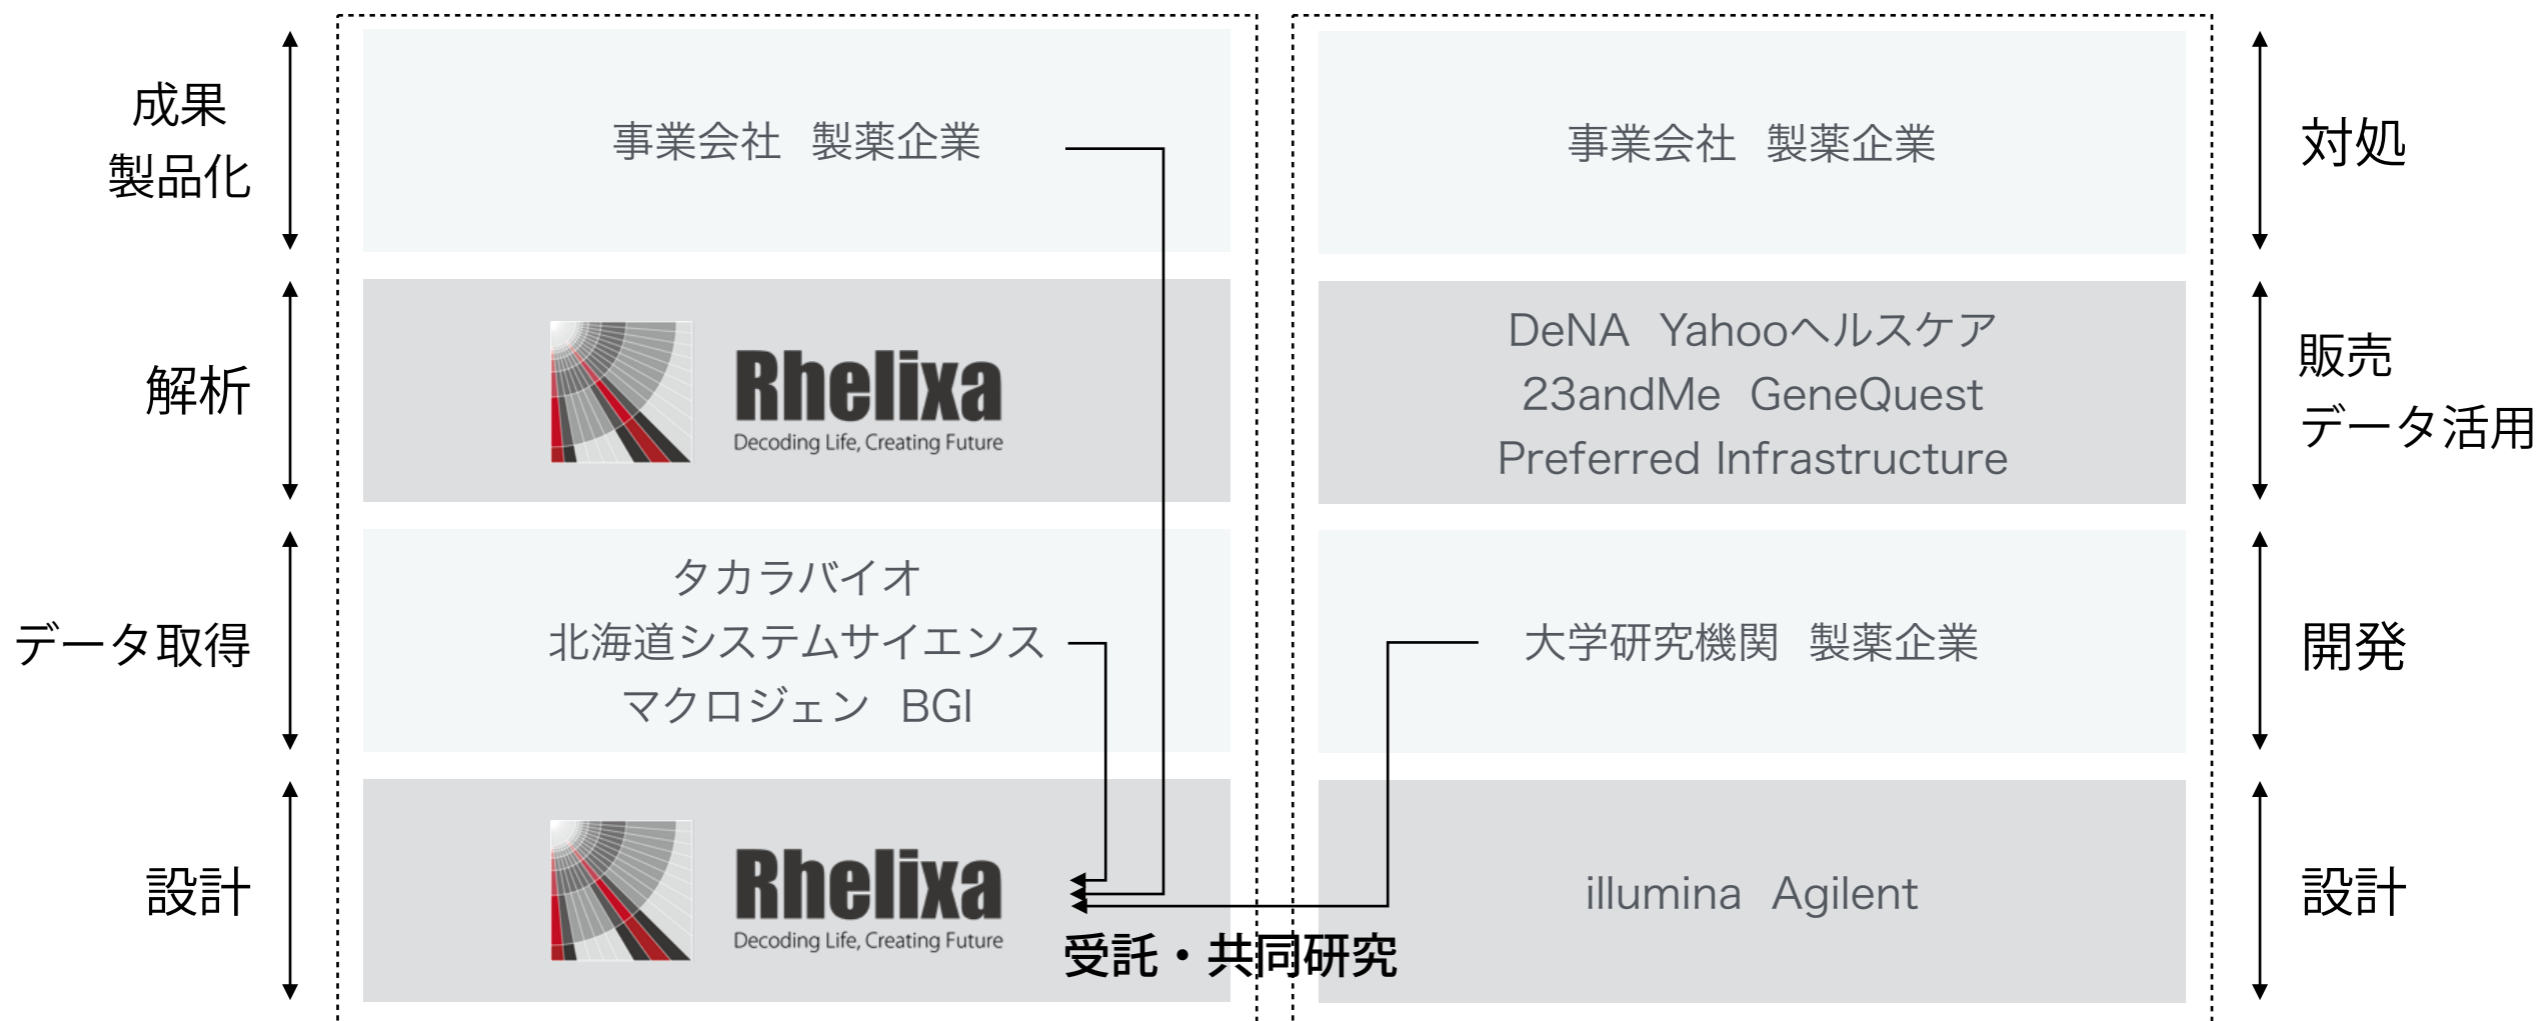 成果
製品化
事業会社 製薬企業
事業会社 製薬企業
対処
解析
Rhelixa
Decoding Life, Creating Future
DeNA Yahooヘルスケア
23andMe GeneQuest
Preferred Infrastructure
販売
データ活用
データ取得
タカラバイオ
北海道システムサイエンス
マクロジェン BGI
大学研究機関 製薬企業
開発
設計
Rhelixa
Decoding Life, Creating Future
受託・共同研究
illumina Agilent
設計